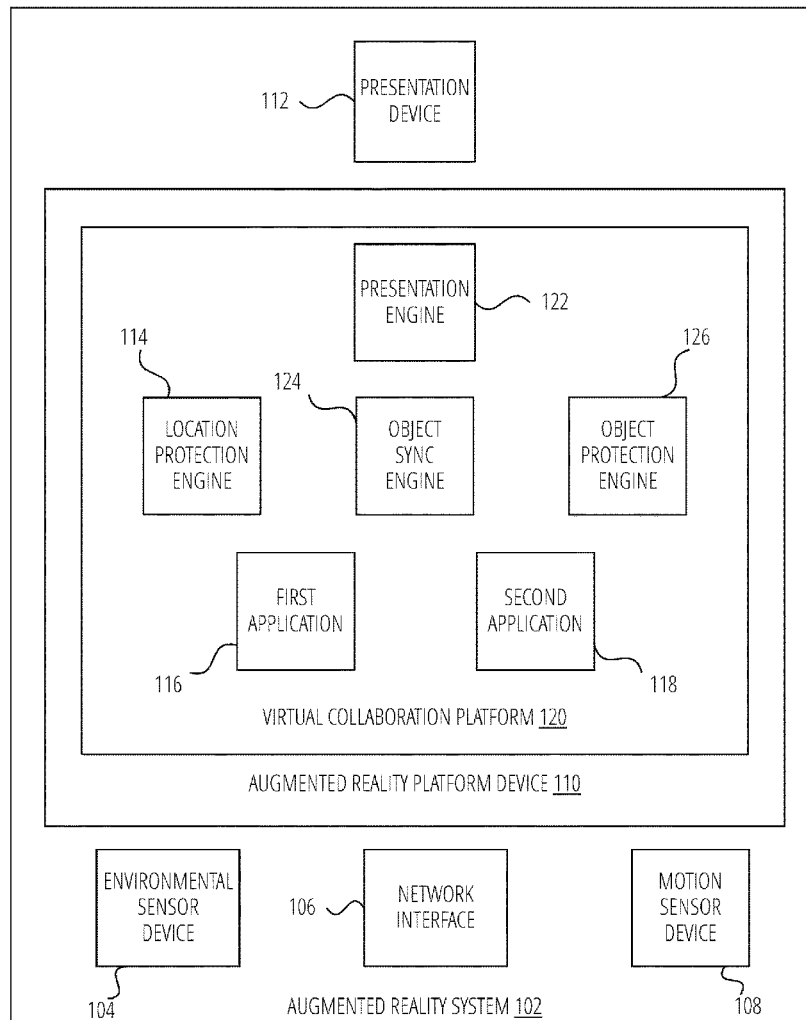 PRESENTATION
DEVICE
112
PRESENTATION
ENGINE
122
114
124
126
LOCATION
PROTECTION
ENGINE
OBJECT
SYNC
ENGINE
OBJECT
PROTECTION
ENGINE
FIRST
APPLICATION
SECOND
APPLICATION
116
118
VIRTUAL COLLABORATION PLATFORM 120
AUGMENTED REALITY PLATFORM DEVICE 110
ENVIRONMENTAL
SENSOR
DEVICE
106
NETWORK
INTERFACE
MOTION
SENSOR
DEVICE
104
AUGMENTED REALITY SYSTEM 102
108